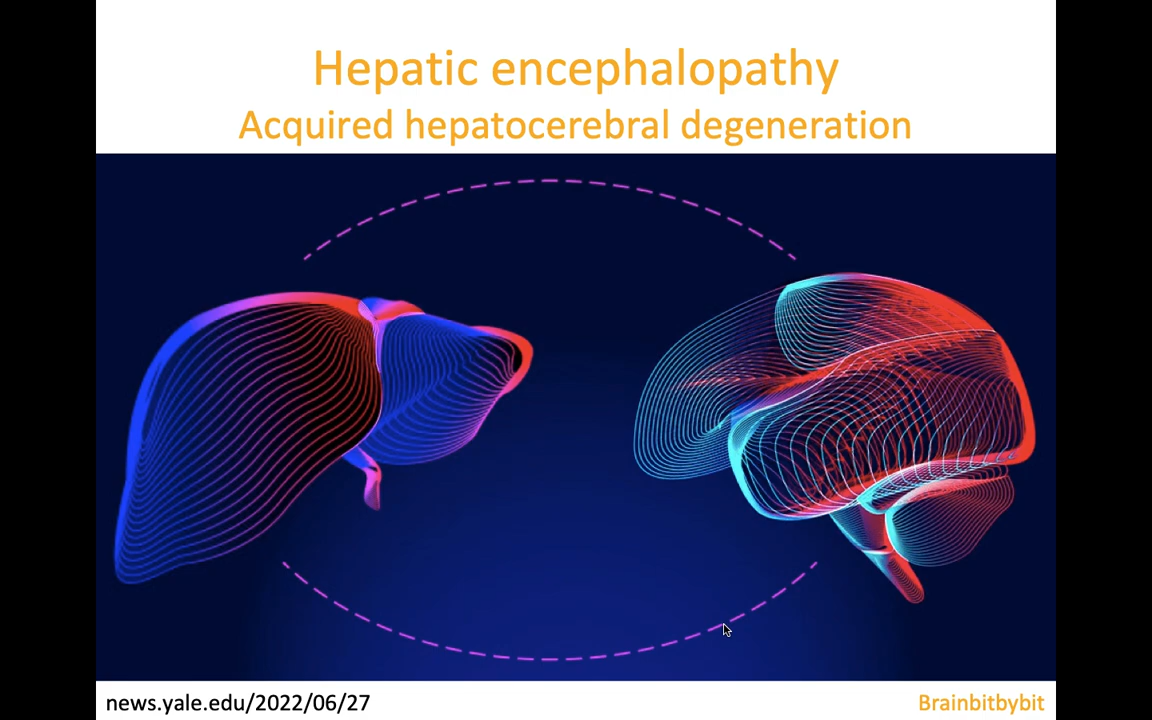 Hepatic encephalopathy
Acquired hepatocerebral degeneration
news.yale.edu/2022/06/27
Brainbitbybit